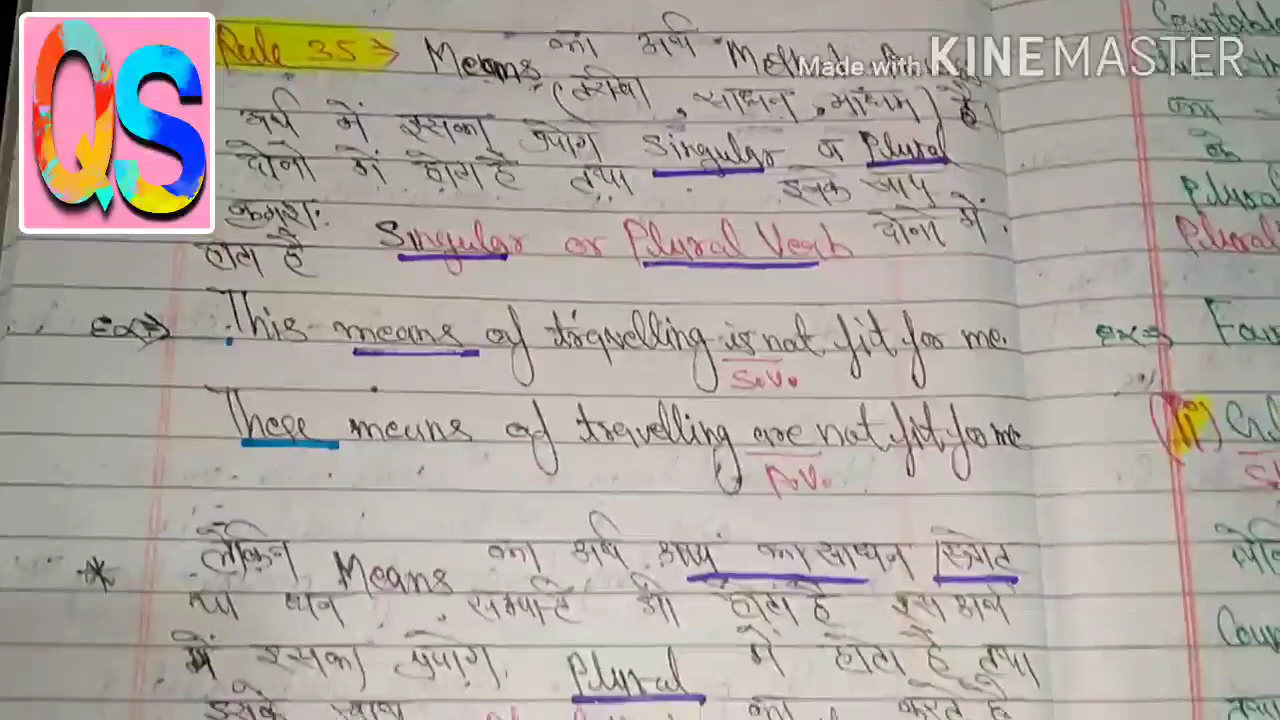 QS
Made with KINEMASTER
Rule 35 → Means का अर्थ
(तरीका, साधन, माध्यम) है।
अर्थ में इसका प्रयोग Singular व Plural
दोनों में होता है तथा इसके साथ
क्रमशः Singular or Plural Verb दोनों में
होता है
Ex⇒ This means of travelling is not fit for me.
S.V.
These means of travelling are not fit for me
P.V.
* लेकिन Means का अर्थ आय का साधन स्त्रोत
या धन सम्पत्ति भी होता है इस अर्थ
में इसका प्रयोग Plural में होता है तथा
इसके साथ का करते है
Countable
के
Plural
Plural
ex⇒
(ii)